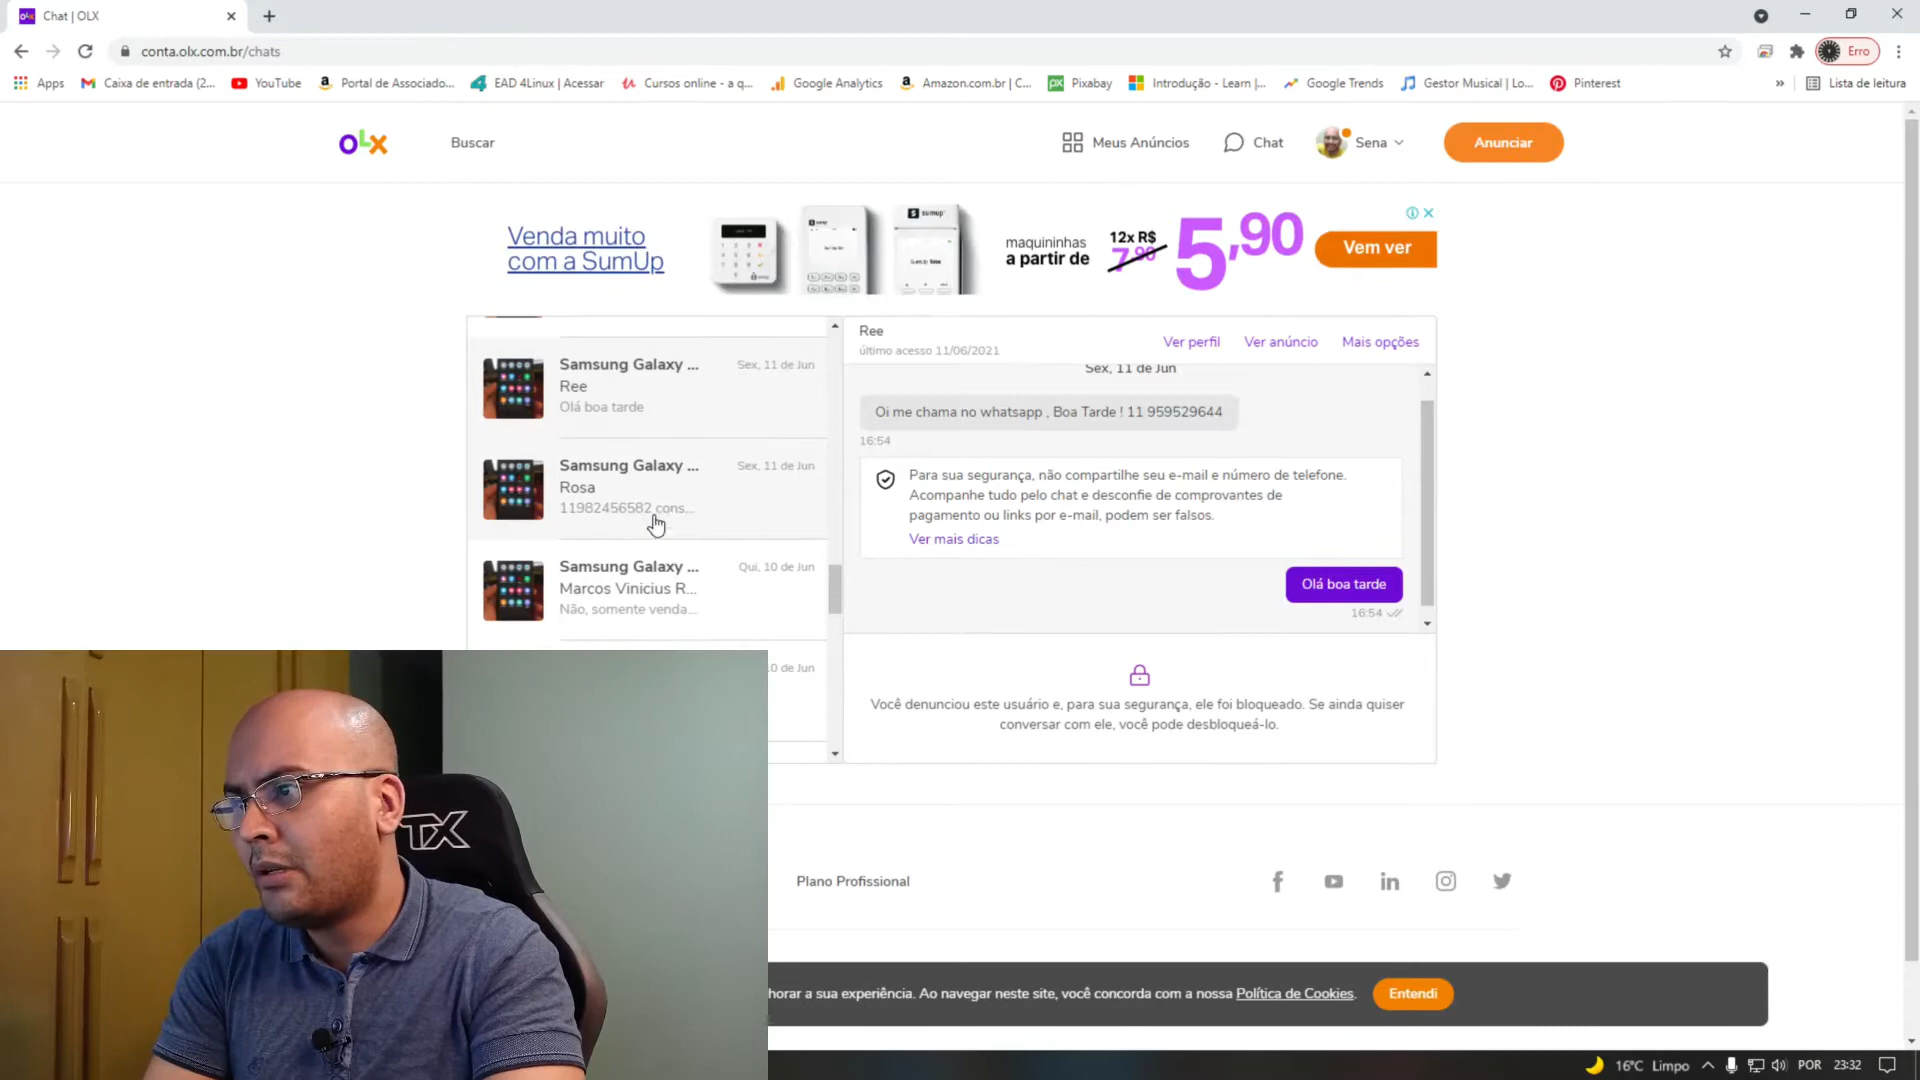 Chat | OLX
conta.olx.com.br/chats
Erro
Apps
Caixa de entrada (2...
YouTube
Portal de Associado...
EAD 4Linux | Acessar
Cursos online - a q...
Google Analytics
Amazon.com.br | C...
Pixabay
Introdução - Learn |...
Google Trends
Gestor Musical | Lo...
Pinterest
»
Lista de leitura
OLX
Buscar
Meus Anúncios
Chat
Sena
Anunciar
Venda muito
com a SumUp
sumup
maquininhas
a partir de
12x R$
7,90
5,90
Vem ver
Samsung Galaxy ...
Sex, 11 de Jun
Ree
Olá boa tarde
Samsung Galaxy ...
Sex, 11 de Jun
Rosa
11982456582 cons...
Samsung Galaxy ...
Qui, 10 de Jun
Marcos Vinicius R...
Não, somente venda...
0 de Jun
Ree
último acesso 11/06/2021
Ver perfil
Ver anúncio
Mais opções
Sex, 11 de Jun
Oi me chama no whatsapp , Boa Tarde ! 11 959529644
16:54
Para sua segurança, não compartilhe seu e-mail e número de telefone.
Acompanhe tudo pelo chat e desconfie de comprovantes de
pagamento ou links por e-mail, podem ser falsos.
Ver mais dicas
Olá boa tarde
16:54
Você denunciou este usuário e, para sua segurança, ele foi bloqueado. Se ainda quiser
conversar com ele, você pode desbloqueá-lo.
TX
Plano Profissional
horar a sua experiência. Ao navegar neste site, você concorda com a nossa Política de Cookies.
Entendi
16°C Limpo
POR
23:32